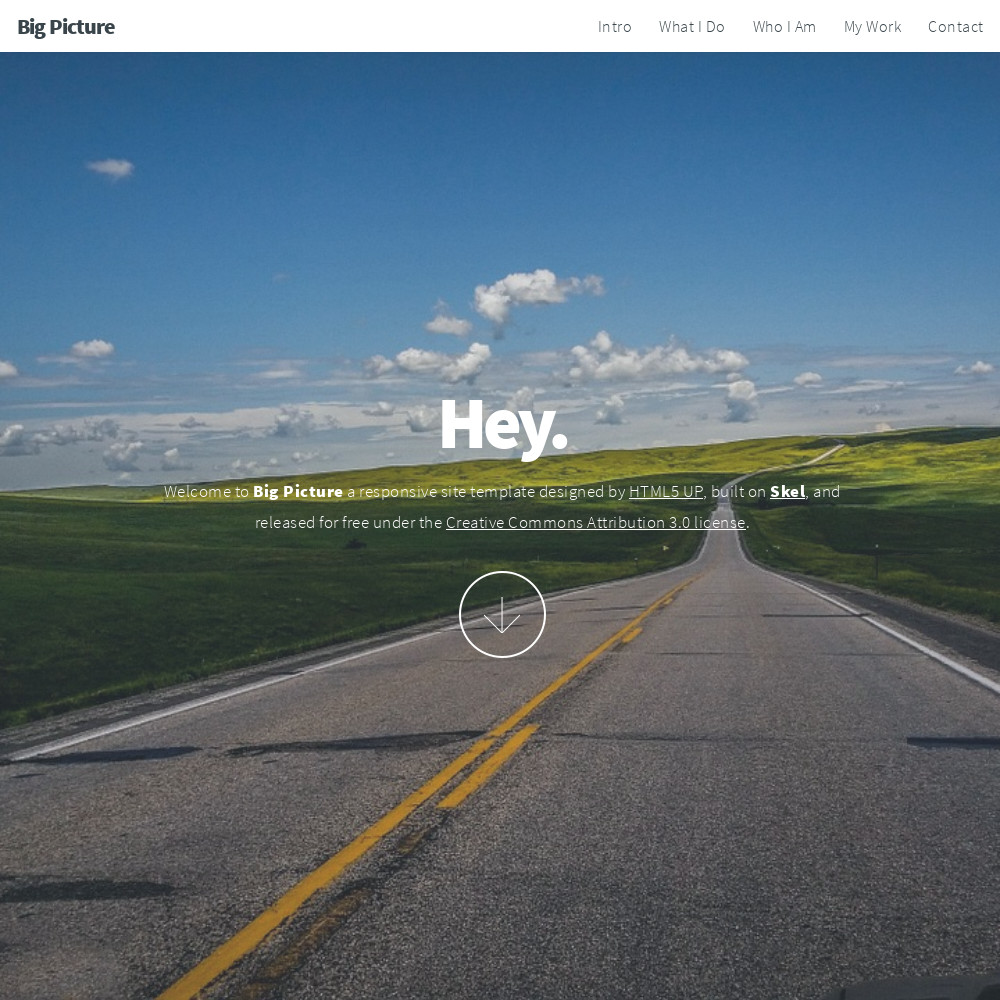 Big Picture
Intro What I Do Who I Am My Work Contact
Hey.
Welcome to Big Picture a responsive site template designed by HTML5 UP, built on Skel, and
released for free under the Creative Commons Attribution 3.0 license.